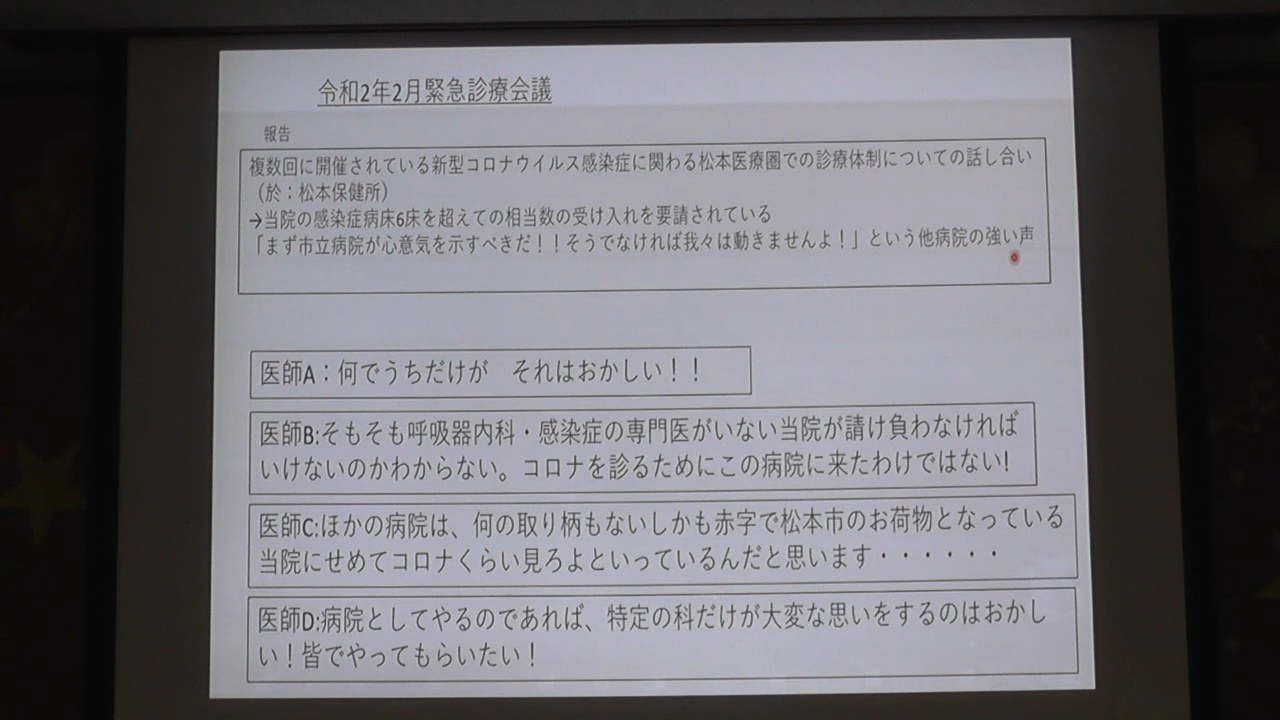 令和2年2月緊急診療会議
報告
複数回に開催されている新型コロナウイルス感染症に関わる松本医療圏での診療体制についての話し合い
（於：松本保健所）
→当院の感染症病床6床を超えての相当数の受け入れを要請されている
「まず市立病院が心意気を示すべきだ！！そうでなければ我々は動きませんよ！」という他病院の強い声
医師A：何でうちだけが　それはおかしい！！
医師B:そもそも呼吸器内科・感染症の専門医がいない当院が請け負わなければ
いけないのかわからない。コロナを診るためにこの病院に来たわけではない!
医師C:ほかの病院は、何の取り柄もないしかも赤字で松本市のお荷物となっている
当院にせめてコロナくらい見ろよといっているんだと思います・・・・・・
医師D:病院としてやるのであれば、特定の科だけが大変な思いをするのはおかし
い！皆でやってもらいたい！